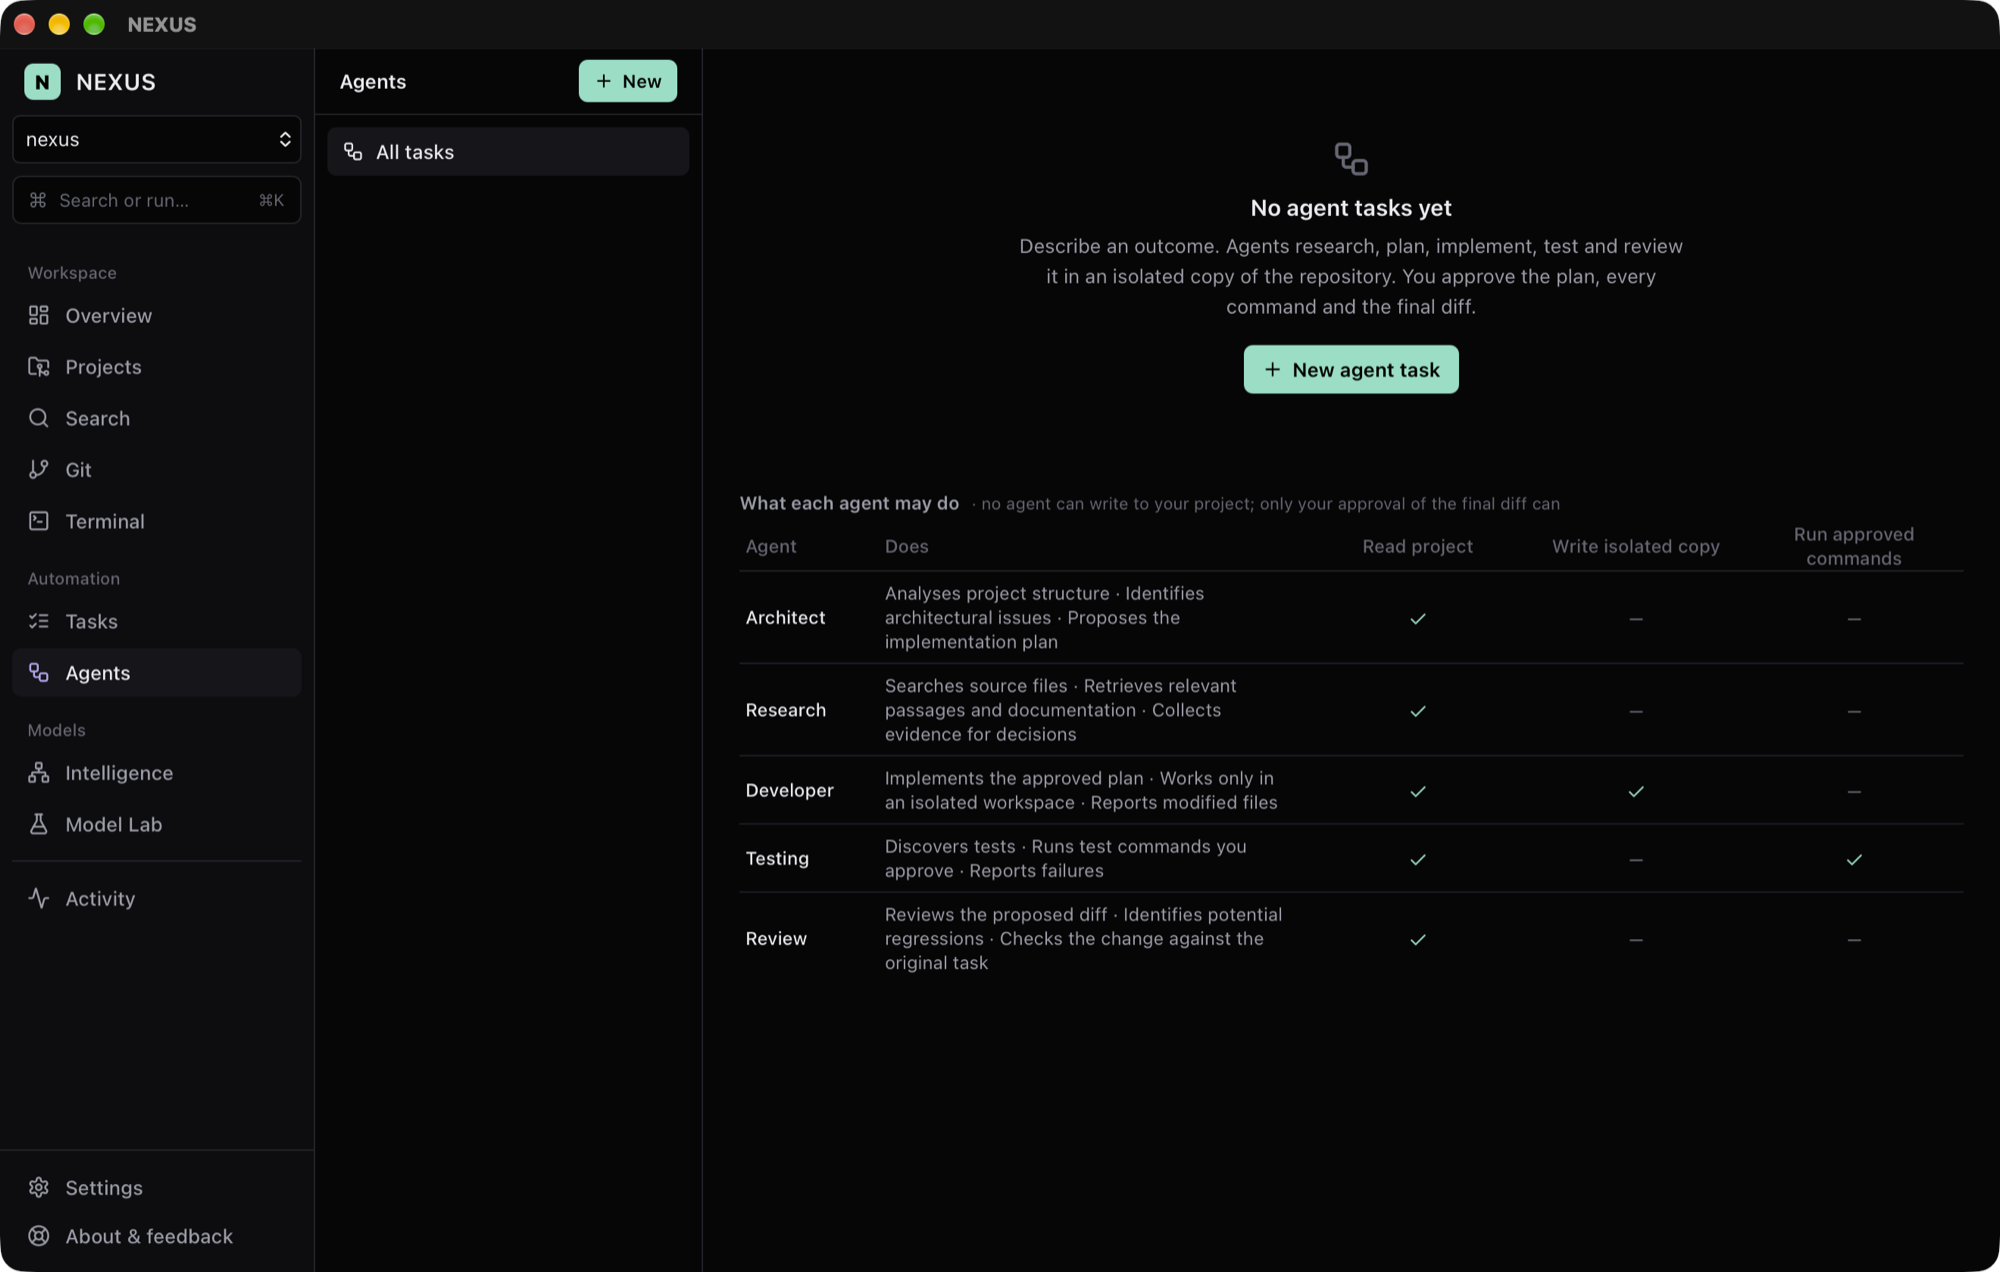 NEXUS
N NEXUS
nexus
⌘ Search or run... ⌘K
Workspace
Overview
Projects
Search
Git
Terminal
Automation
Tasks
Agents
Models
Intelligence
Model Lab
Activity
Settings
About & feedback
Agents
+ New
All tasks
No agent tasks yet
Describe an outcome. Agents research, plan, implement, test and review
it in an isolated copy of the repository. You approve the plan, every
command and the final diff.
+ New agent task
What each agent may do · no agent can write to your project; only your approval of the final diff can
Agent Does Read project Write isolated copy Run approved
commands
Architect
Analyses project structure · Identifies
architectural issues · Proposes the
implementation plan
✓ — —
Research
Searches source files · Retrieves relevant
passages and documentation · Collects
evidence for decisions
✓ — —
Developer
Implements the approved plan · Works only in
an isolated workspace · Reports modified files
✓ ✓ —
Testing
Discovers tests · Runs test commands you
approve · Reports failures
✓ — ✓
Review
Reviews the proposed diff · Identifies potential
regressions · Checks the change against the
original task
✓ — —